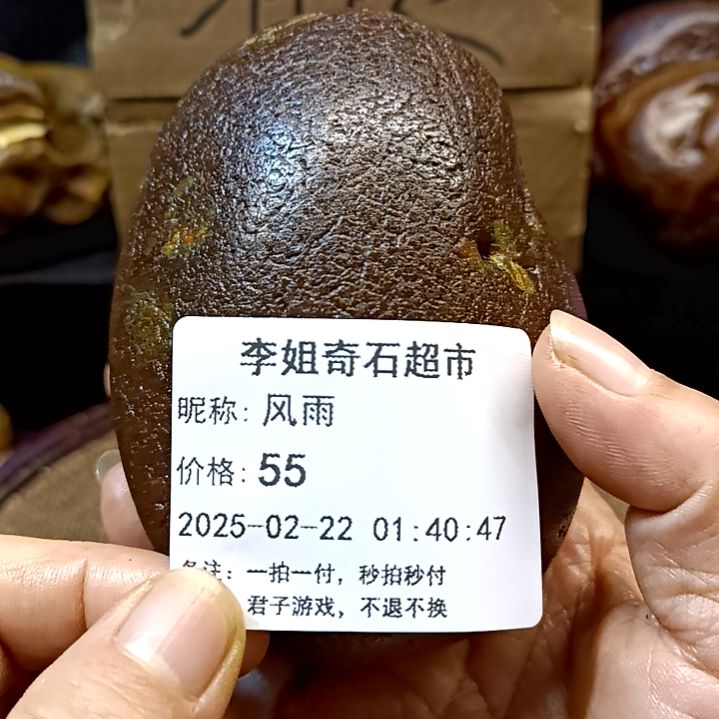 李姐奇石超市
昵称: 风雨
价格: 55
2025-02-22 01:40:47
备注: 一拍一付, 秒拍秒付
君子游戏, 不退不换